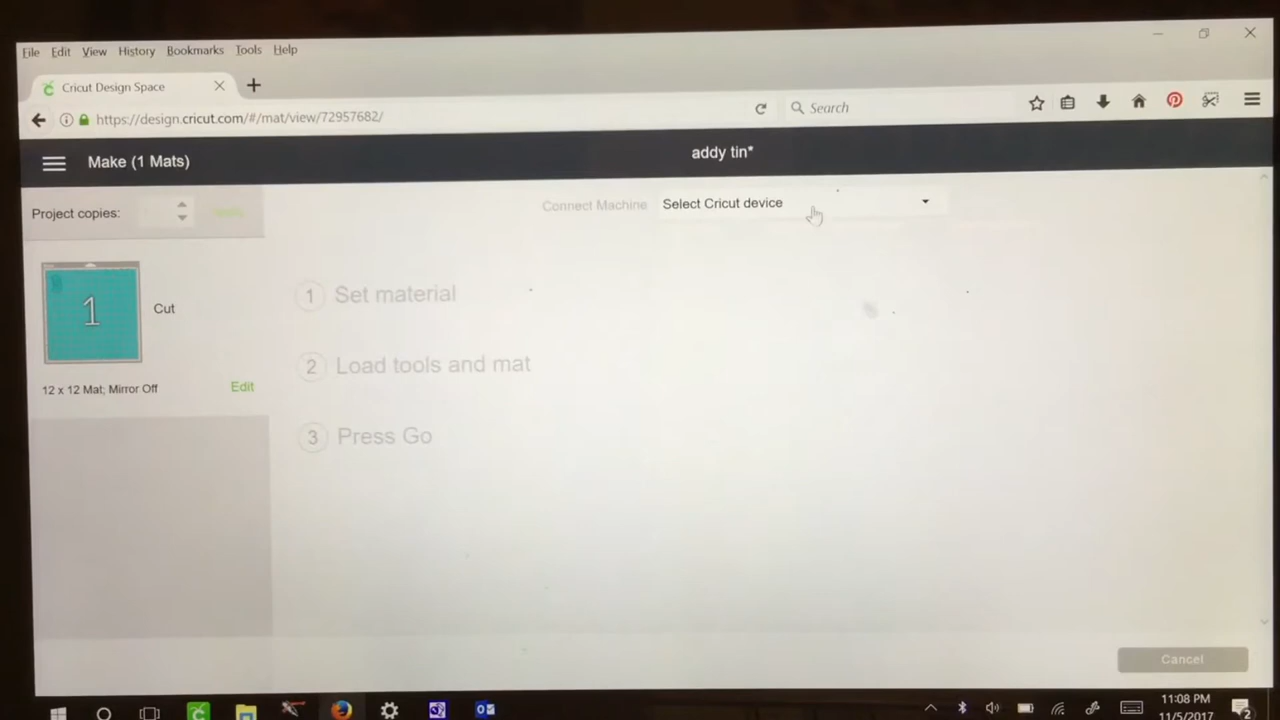 File Edit View History Bookmarks Tools Help
Cricut Design Space
https://design.cricut.com/#/mat/view/72957682/
Search
Make (1 Mats)
addy tin*
Project copies:
Connect Machine
Select Cricut device
1
Cut
12 x 12 Mat; Mirror Off
Edit
1 Set material
2 Load tools and mat
3 Press Go
Cancel
11:08 PM
11/5/2017
2